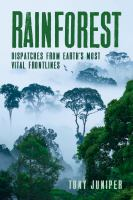 RAINFOREST
DISPATCHES FROM EARTH'S MOST
VITAL FRONTLINES
TONY JUNIPER